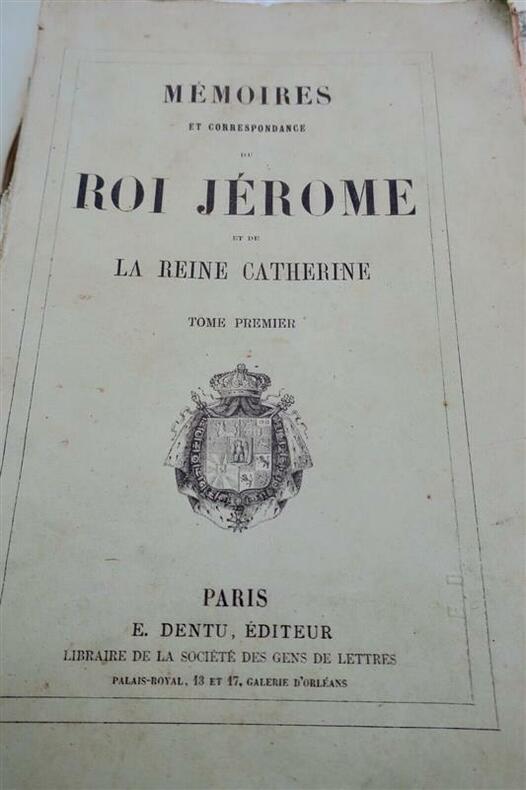 MÉMOIRES
ET CORRESPONDANCE
DU
ROI JÉROME
ET DE
LA REINE CATHERINE
TOME PREMIER
PARIS
E. DENTU, ÉDITEUR
LIBRAIRE DE LA SOCIÉTÉ DES GENS DE LETTRES
PALAIS-ROYAL, 13 ET 17, GALERIE D'ORLÉANS